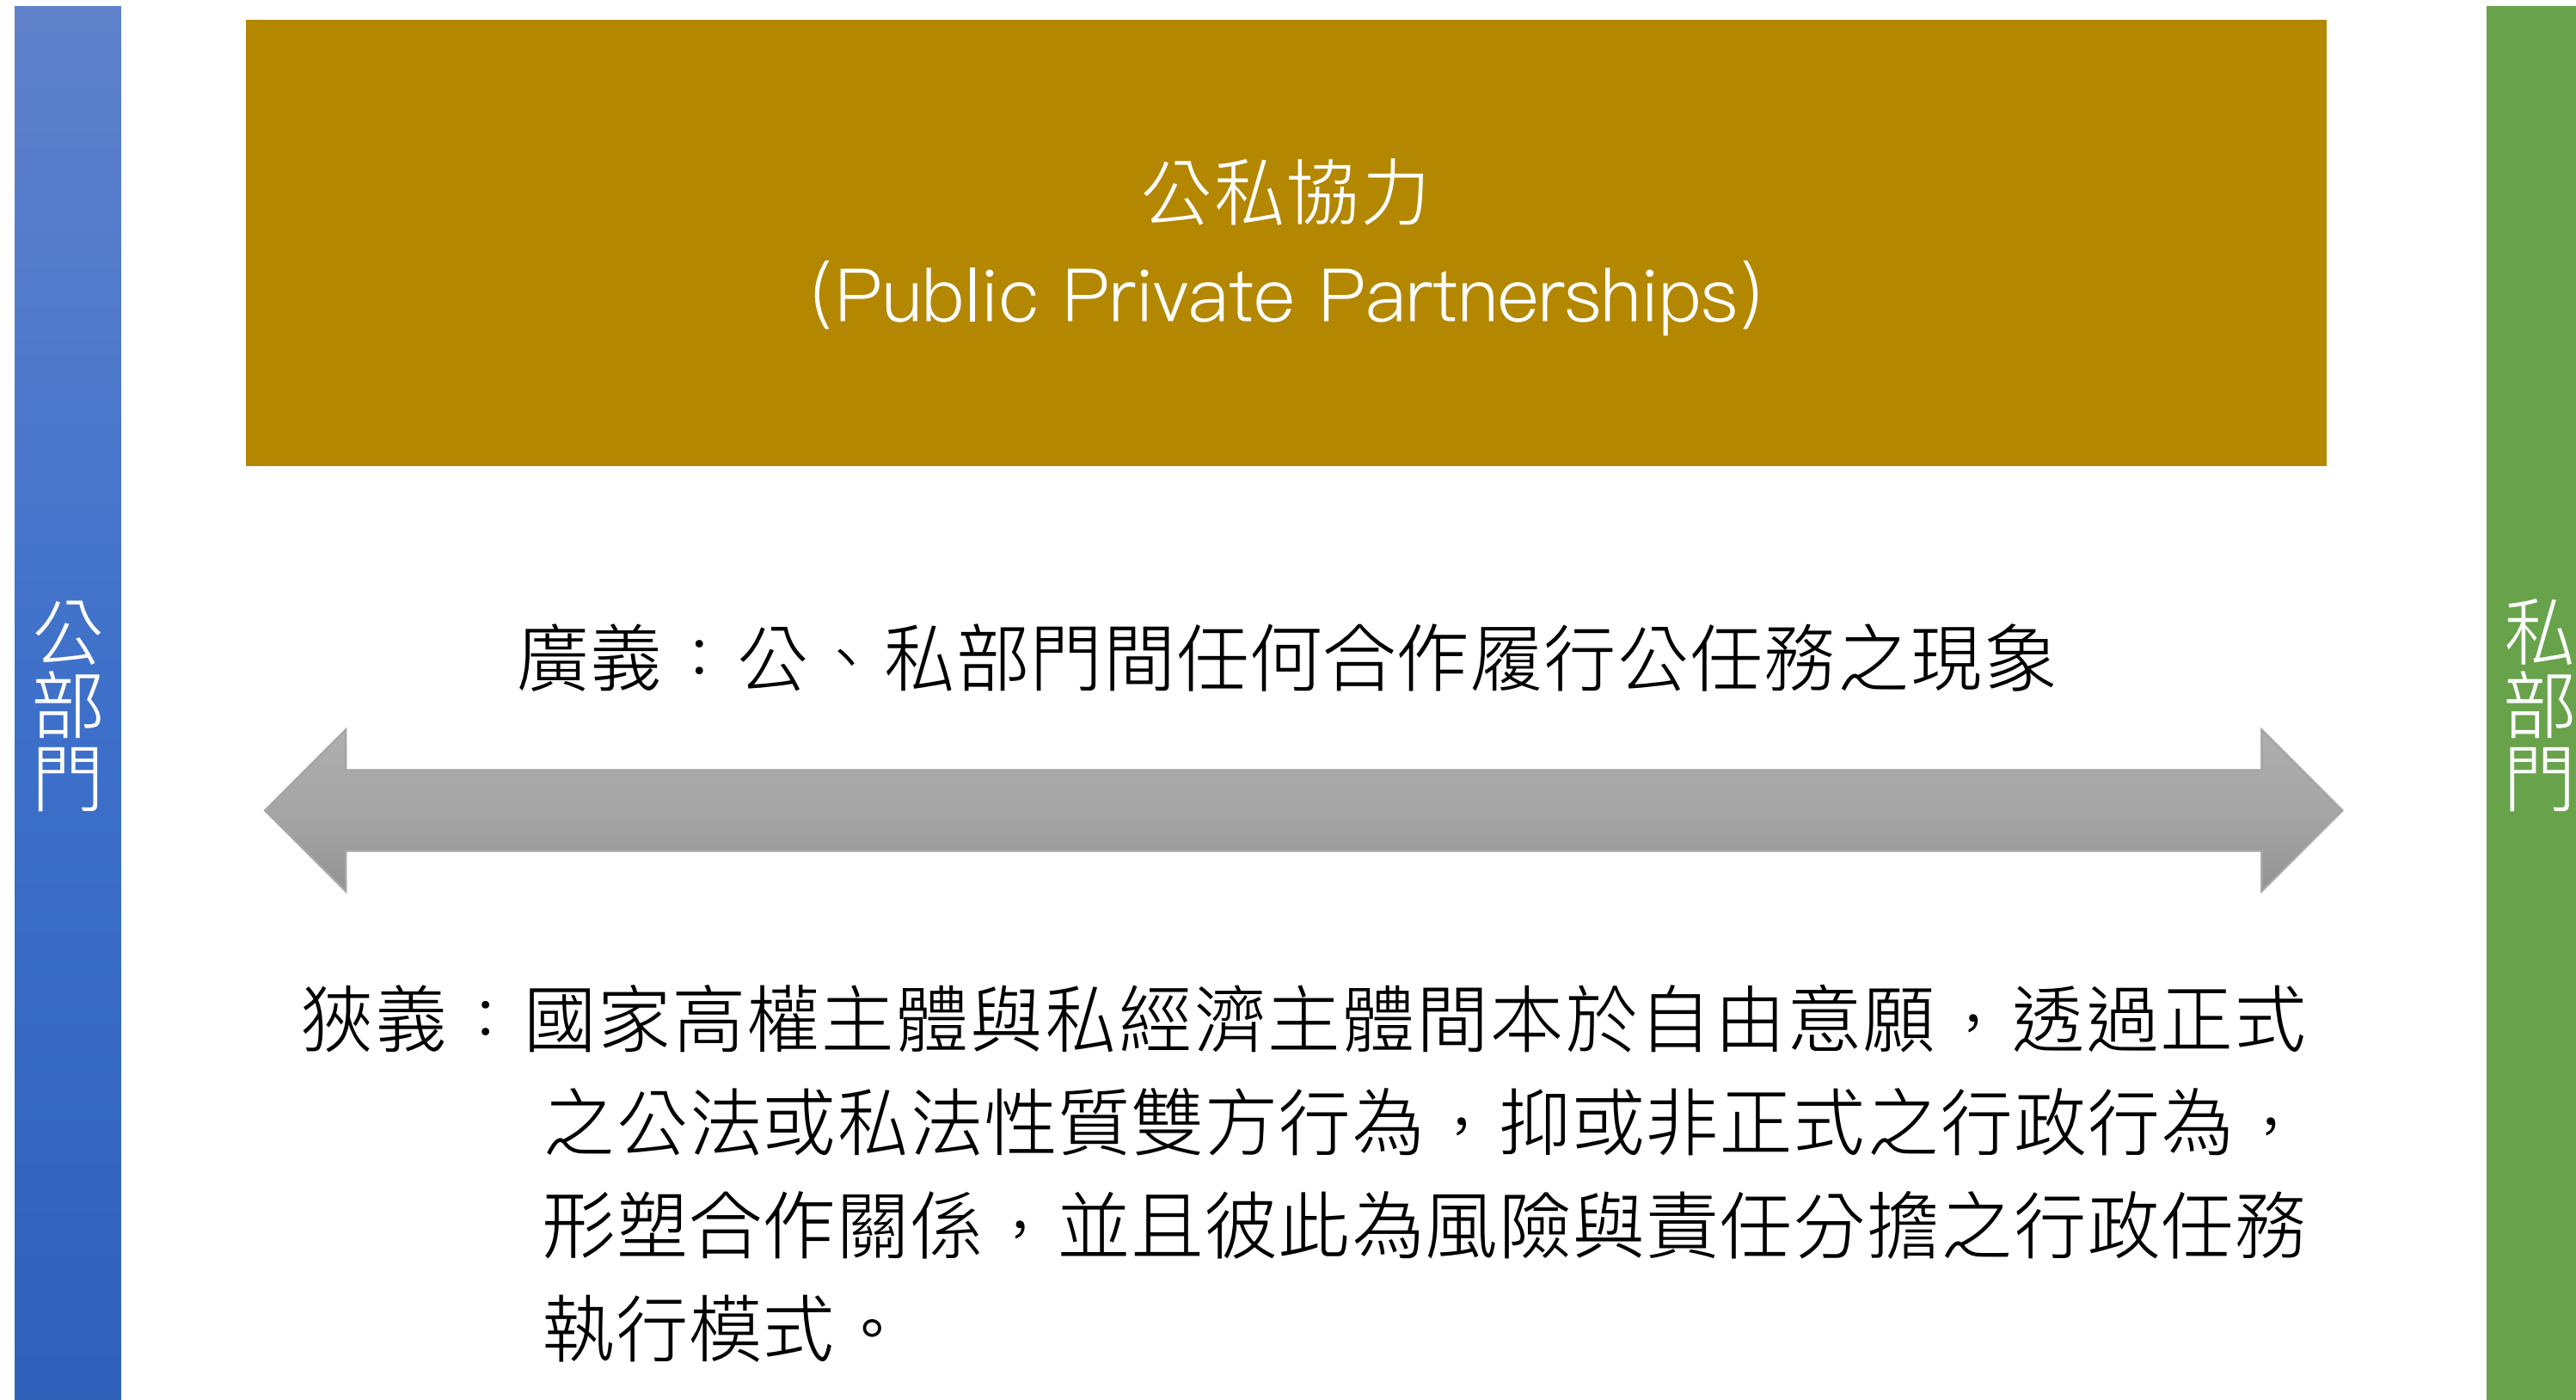 公私協力
(Public Private Partnerships)
公部門
私部門
廣義：公、私部門間任何合作履行公任務之現象
狹義：國家高權主體與私經濟主體間本於自由意願，透過正式
之公法或私法性質雙方行為，抑或非正式之行政行為，
形塑合作關係，並且彼此為風險與責任分擔之行政任務
執行模式。